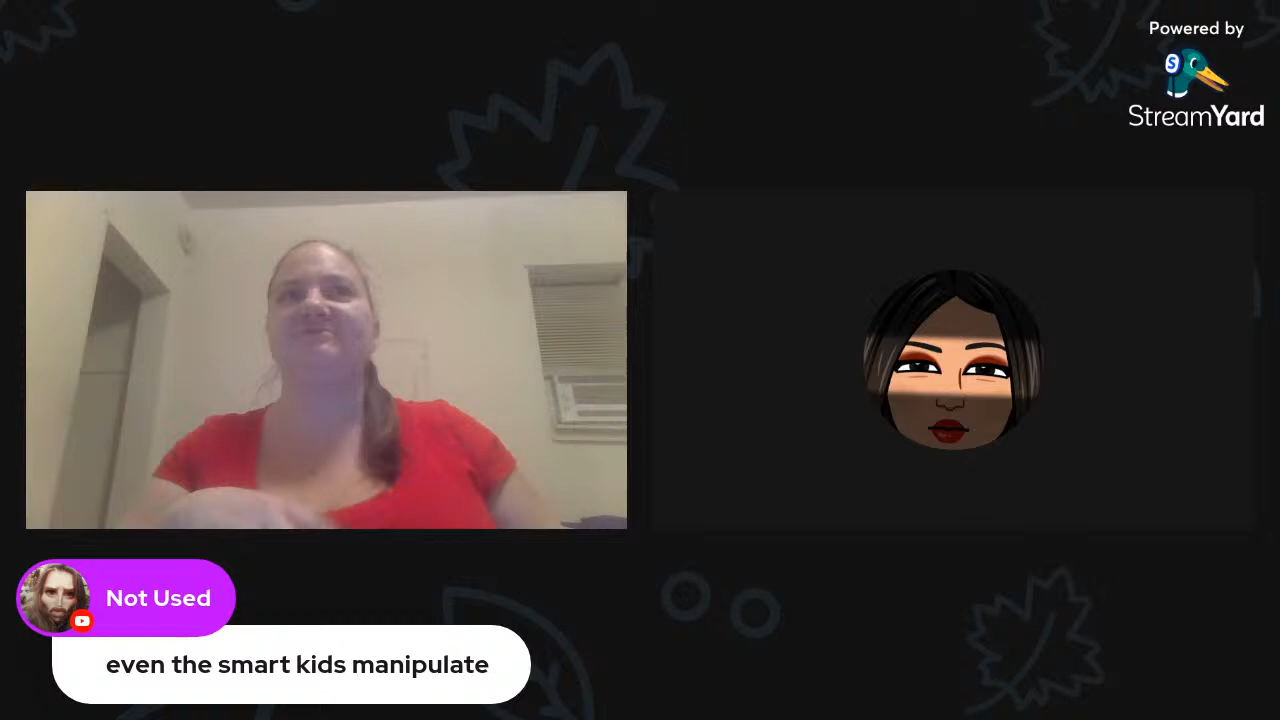 Powered by
S
StreamYard
Not Used
even the smart kids manipulate